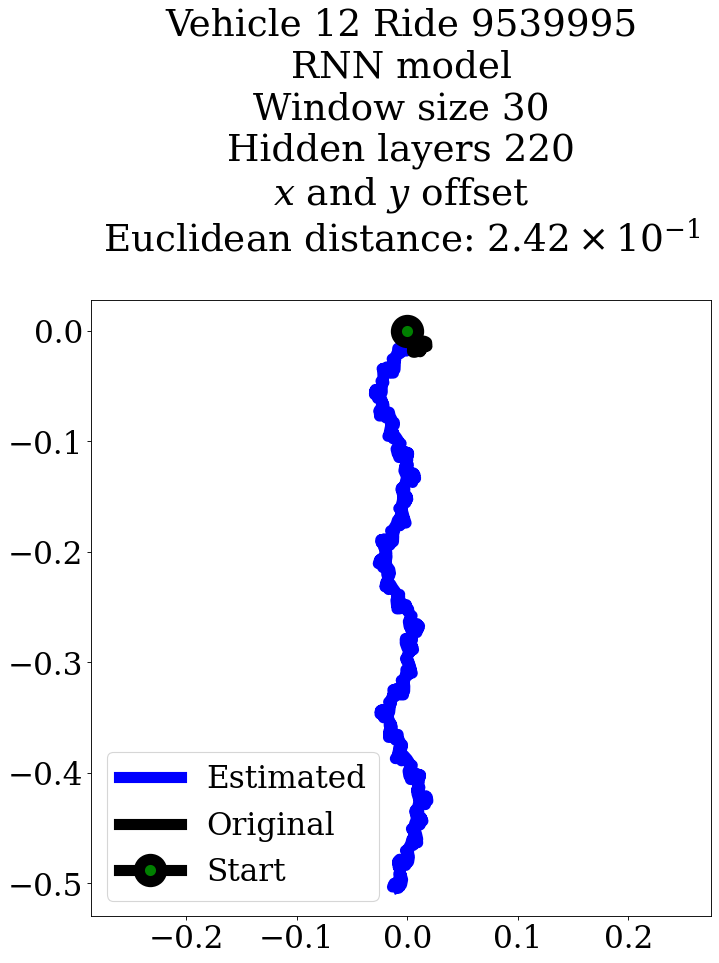 Vehicle 12 Ride 9539995
RNN model
Window size 30
Hidden layers 220
x and y offset
Euclidean distance: 2.42 × 10⁻¹
0.0
−0.1
−0.2
−0.3
−0.4
−0.5
Estimated
Original
Start
−0.2 −0.1 0.0 0.1 0.2